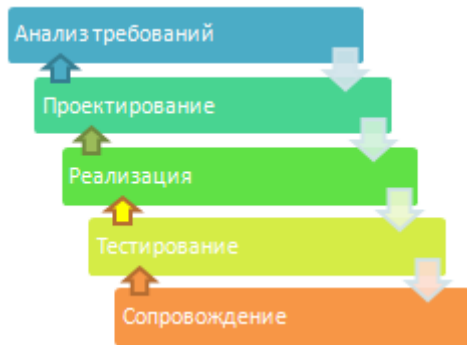 Анализ требований
Проектирование
Реализация
Тестирование
Сопровождение